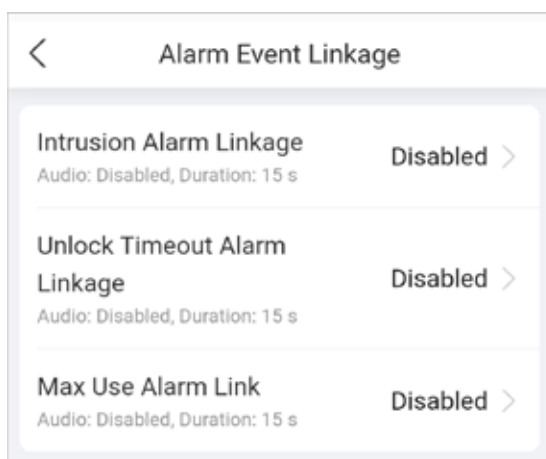 Alarm Event Linkage
Intrusion Alarm Linkage
Disabled
Audio: Disabled, Duration: 15 s
Unlock Timeout Alarm
Linkage
Disabled
Audio: Disabled, Duration: 15 s
Max Use Alarm Link
Disabled
Audio: Disabled, Duration: 15 s